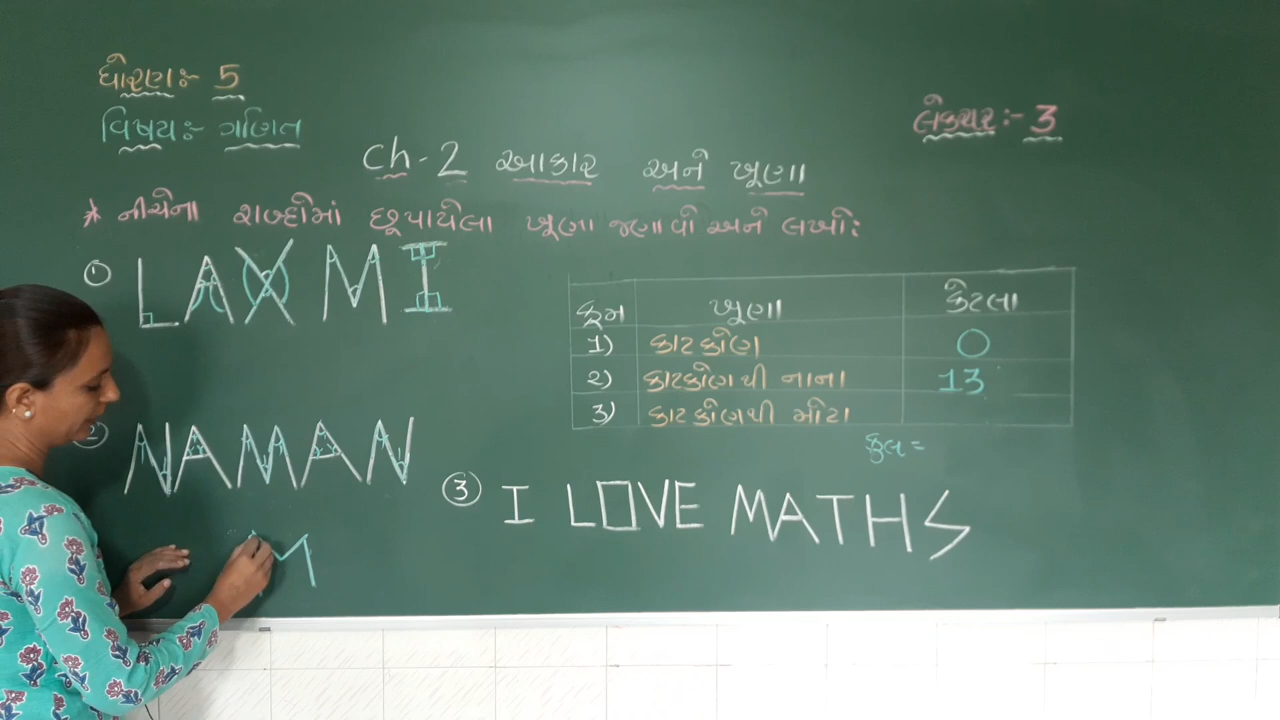 ધોરણઃ- 5
વિષયઃ- ગણિત
લેક્ચરઃ- 3
Ch-2 આકાર અને ખૂણા
* નીચેના શબ્દોમાં છૂપાયેલા ખૂણા જણાવો અને લખોઃ
① LAXMI
ક્રમ ખૂણા કેટલા
1) કાટકોણ 0
2) કાટકોણથી નાના 13
3) કાટકોણથી મોટા
કુલ =
② NAMAN
③ I LOVE MATHS
M